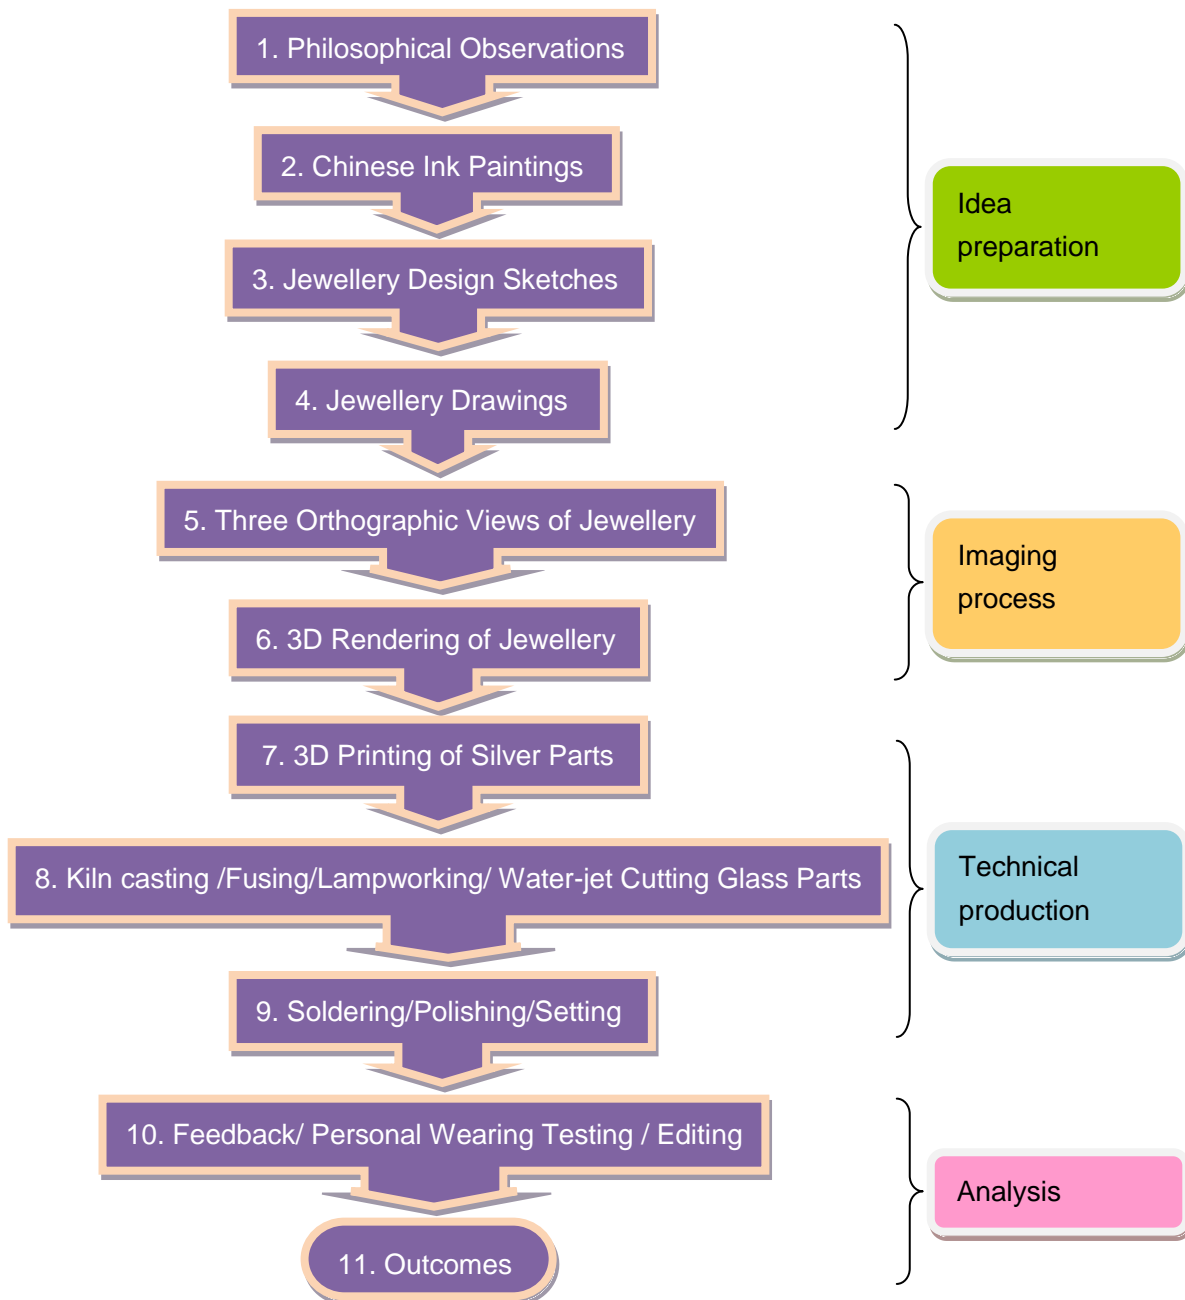 1. Philosophical Observations
2. Chinese Ink Paintings
3. Jewellery Design Sketches
4. Jewellery Drawings
Idea
preparation
5. Three Orthographic Views of Jewellery
6. 3D Rendering of Jewellery
Imaging
process
7. 3D Printing of Silver Parts
8. Kiln casting /Fusing/Lampworking/ Water-jet Cutting Glass Parts
9. Soldering/Polishing/Setting
Technical
production
10. Feedback/ Personal Wearing Testing / Editing
11. Outcomes
Analysis